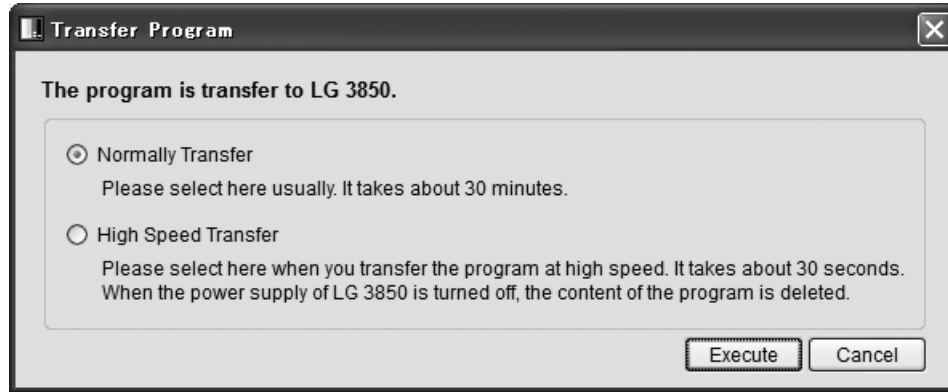 Transfer Program
The program is transfer to LG 3850.
Normally Transfer
Please select here usually. It takes about 30 minutes.
High Speed Transfer
Please select here when you transfer the program at high speed. It takes about 30 seconds.
When the power supply of LG 3850 is turned off, the content of the program is deleted.
Execute Cancel